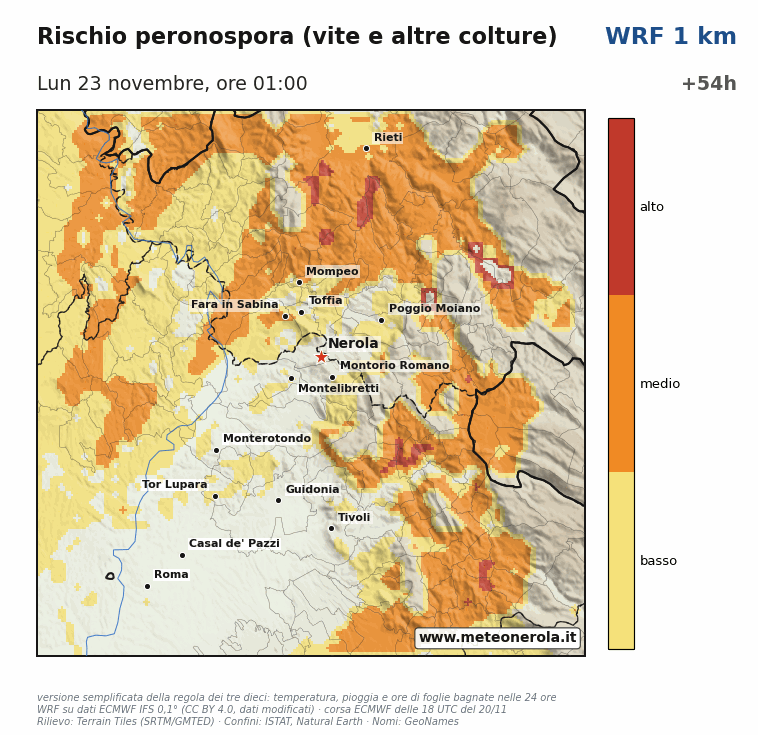 Rischio peronospora (vite e altre colture)
WRF 1 km
Lun 23 novembre, ore 01:00
+54h
Rieti
alto
Mompeo
Fara in Sabina
Toffia
Poggio Moiano
Nerola
Montorio Romano
medio
Montelibretti
Monterotondo
Tor Lupara
Guidonia
Tivoli
Casal de' Pazzi
basso
Roma
www.meteonerola.it
versione semplificata della regola dei tre dieci: temperatura, pioggia e ore di foglie bagnate nelle 24 ore
WRF su dati ECMWF IFS 0,1° (CC BY 4.0, dati modificati) · corsa ECMWF delle 18 UTC del 20/11
Rilievo: Terrain Tiles (SRTM/GMTED) · Confini: ISTAT, Natural Earth · Nomi: GeoNames